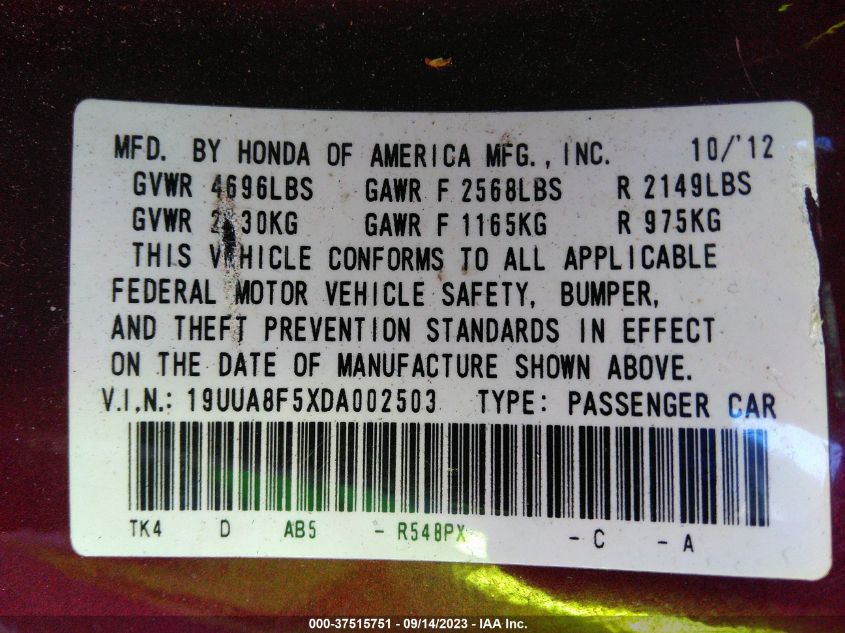 MFD. BY HONDA OF AMERICA MFG., INC. 10/'12
GVWR 4696LBS GAWR F 2568LBS R 2149LBS
GVWR GAWR F 1165KG R 975KG
THIS VEHICLE CONFORMS TO ALL APPLICABLE
FEDERAL MOTOR VEHICLE SAFETY, BUMPER,
AND THEFT PREVENTION STANDARDS IN EFFECT
ON THE DATE OF MANUFACTURE SHOWN ABOVE.
V.I.N.: 19UUA8F5XDA002503 TYPE: PASSENGER CAR
TK4 D AB5 - R548PX - C - A
000-37515751 - 09/14/2023 - IAA Inc.